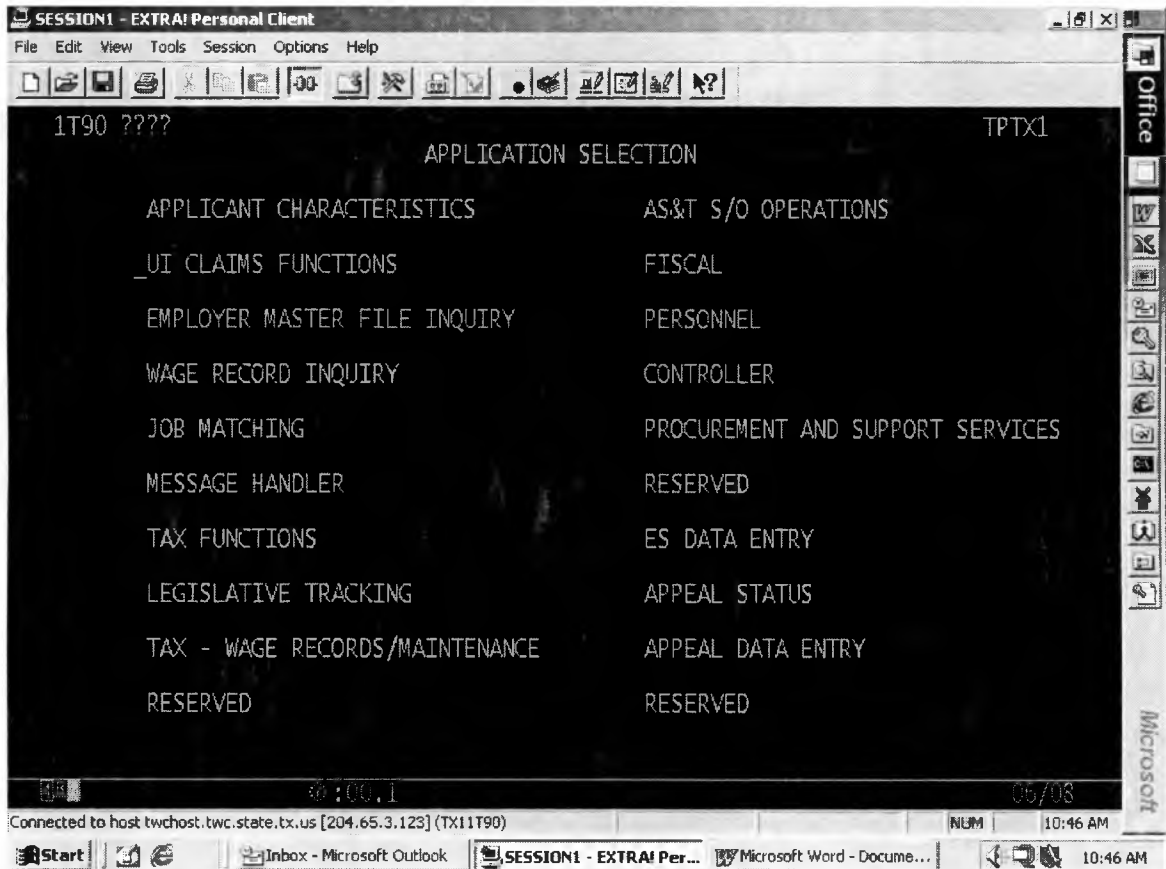 SESSION1 - EXTRA! Personal Client
File Edit View Tools Session Options Help
Office
1T90 ???? TPTX1
APPLICATION SELECTION
APPLICANT CHARACTERISTICS AS&T S/O OPERATIONS
_UI CLAIMS FUNCTIONS FISCAL
EMPLOYER MASTER FILE INQUIRY PERSONNEL
WAGE RECORD INQUIRY CONTROLLER
JOB MATCHING PROCUREMENT AND SUPPORT SERVICES
MESSAGE HANDLER RESERVED
TAX FUNCTIONS ES DATA ENTRY
LEGISLATIVE TRACKING APPEAL STATUS
TAX - WAGE RECORDS/MAINTENANCE APPEAL DATA ENTRY
RESERVED RESERVED
Microsoft
:00.1 06/08
Connected to host twchost.twc.state.tx.us [204.65.3.123] (TX11T90) NUM 10:46 AM
Start Inbox - Microsoft Outlook SESSION1 - EXTRA! Per... Microsoft Word - Docume... 10:46 AM